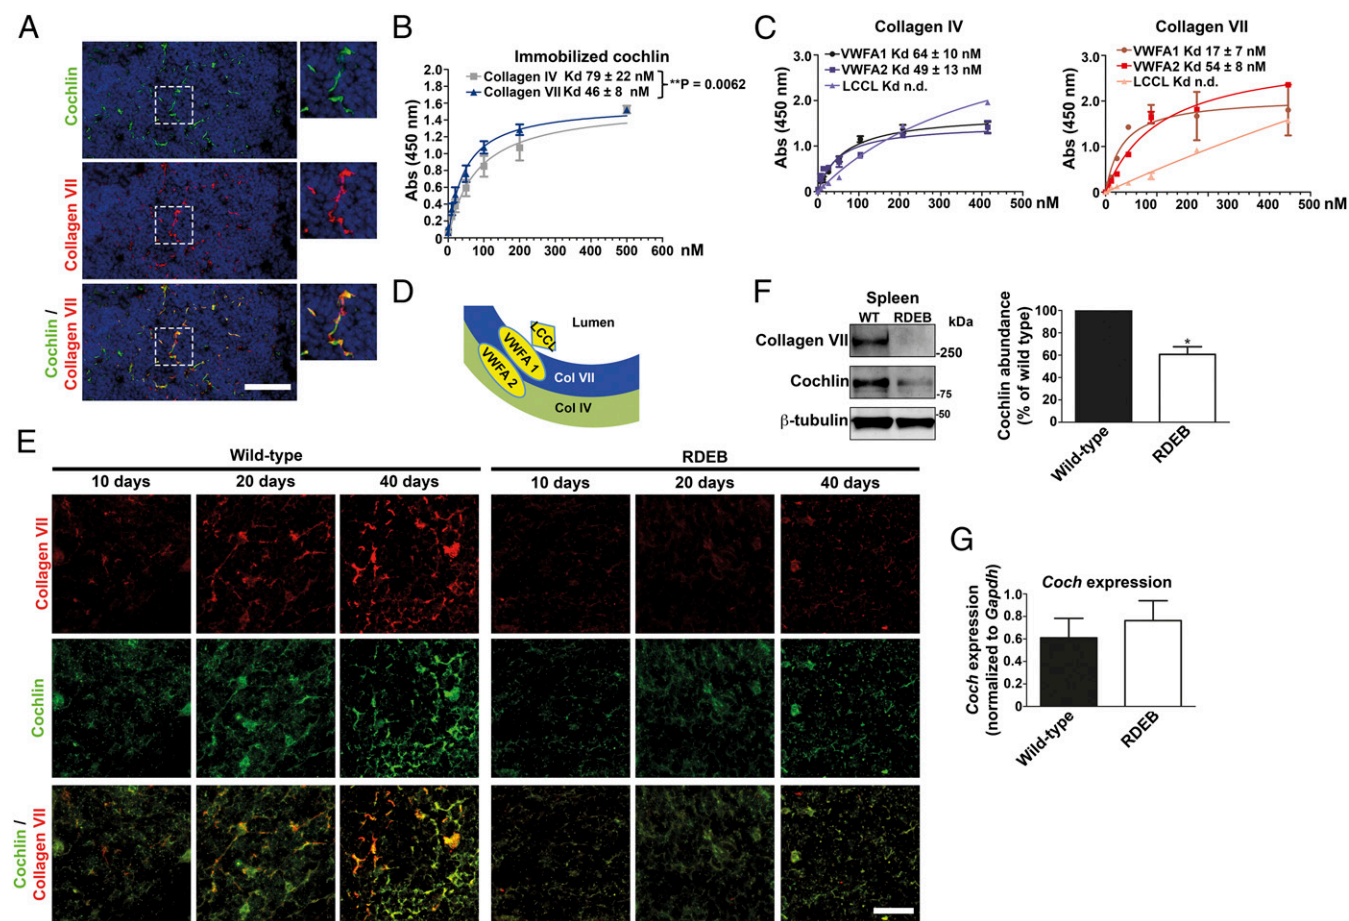 A
Cochlin
Collagen VII
Cochlin /
Collagen VII
B
Immobilized cochlin
Collagen IV Kd 79 ± 22 nM
Collagen VII Kd 46 ± 8 nM
**P = 0.0062
Abs (450 nm)
2.0
1.8
1.6
1.4
1.2
1.0
0.8
0.6
0.4
0.2
0
0 100 200 300 400 500 600 nM
C
Collagen IV
VWFA1 Kd 64 ± 10 nM
VWFA2 Kd 49 ± 13 nM
LCCL Kd n.d.
Abs (450 nm)
3.0
2.0
1.0
0
0 100 200 300 400 500 nM
Collagen VII
VWFA1 Kd 17 ± 7 nM
VWFA2 Kd 54 ± 8 nM
LCCL Kd n.d.
Abs (450 nm)
3.0
2.0
1.0
0
0 100 200 300 400 500 nM
D
Lumen
LCCL
VWFA 1
VWFA 2
Col VII
Col IV
E
Wild-type RDEB
10 days 20 days 40 days 10 days 20 days 40 days
Collagen VII
Cochlin
Cochlin /
Collagen VII
F
Spleen
WT RDEB
kDa
Collagen VII
-250
Cochlin
-75
-50
β-tubulin
Cochlin abundance
(% of wild type)
100
80
60
40
20
0
*
Wild-type
RDEB
G
Coch expression
Coch expression
(normalized to Gapdh)
1.0
0.8
0.6
0.4
0.2
0
Wild-type
RDEB